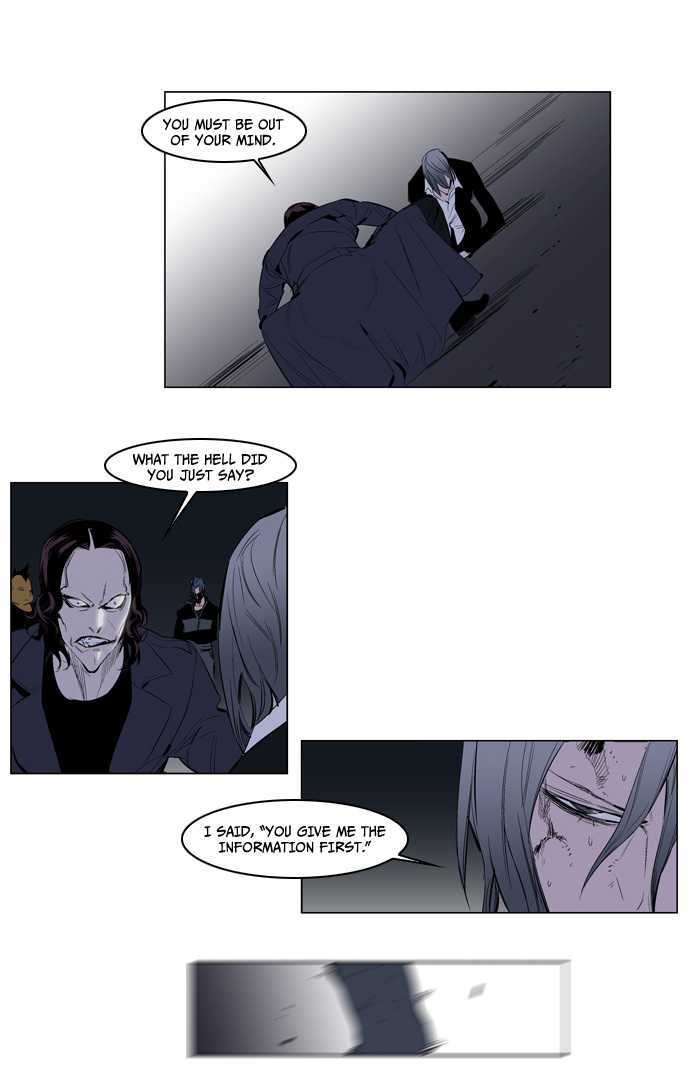 YOU MUST BE OUT
OF YOUR MIND.
WHAT THE HELL DID
YOU JUST SAY?
I SAID, "YOU GIVE ME THE
INFORMATION FIRST."